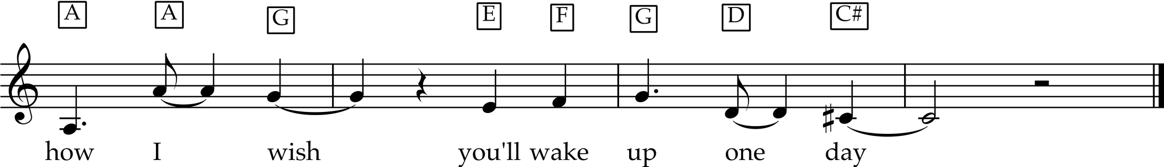 A A G E F G D C#
how I wish you'll wake up one day